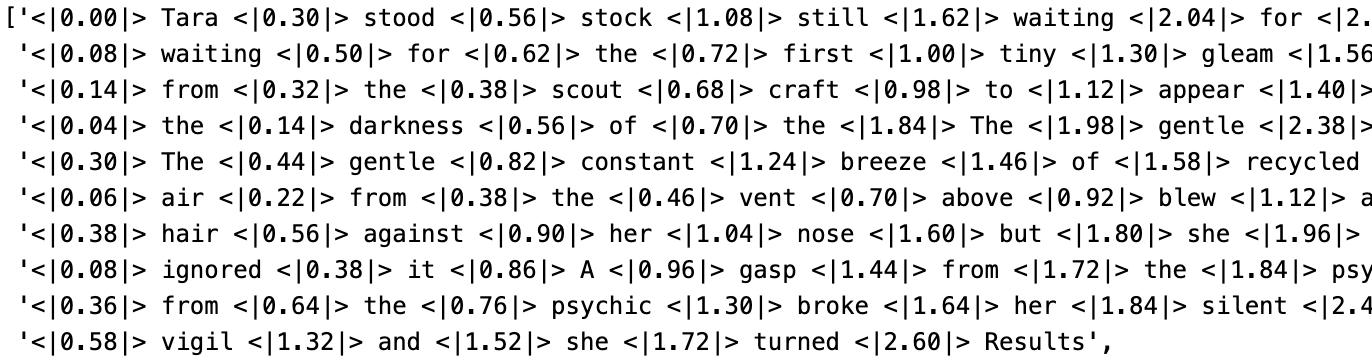 ['<|0.00|> Tara <|0.30|> stood <|0.56|> stock <|1.08|> still <|1.62|> waiting <|2.04|> for <|2.
'<|0.08|> waiting <|0.50|> for <|0.62|> the <|0.72|> first <|1.00|> tiny <|1.30|> gleam <|1.56
'<|0.14|> from <|0.32|> the <|0.38|> scout <|0.68|> craft <|0.98|> to <|1.12|> appear <|1.40|>
'<|0.04|> the <|0.14|> darkness <|0.56|> of <|0.70|> the <|1.84|> The <|1.98|> gentle <|2.38|>
'<|0.30|> The <|0.44|> gentle <|0.82|> constant <|1.24|> breeze <|1.46|> of <|1.58|> recycled
'<|0.06|> air <|0.22|> from <|0.38|> the <|0.46|> vent <|0.70|> above <|0.92|> blew <|1.12|> a
'<|0.38|> hair <|0.56|> against <|0.90|> her <|1.04|> nose <|1.60|> but <|1.80|> she <|1.96|>
'<|0.08|> ignored <|0.38|> it <|0.86|> A <|0.96|> gasp <|1.44|> from <|1.72|> the <|1.84|> psy
'<|0.36|> from <|0.64|> the <|0.76|> psychic <|1.30|> broke <|1.64|> her <|1.84|> silent <|2.4
'<|0.58|> vigil <|1.32|> and <|1.52|> she <|1.72|> turned <|2.60|> Results',